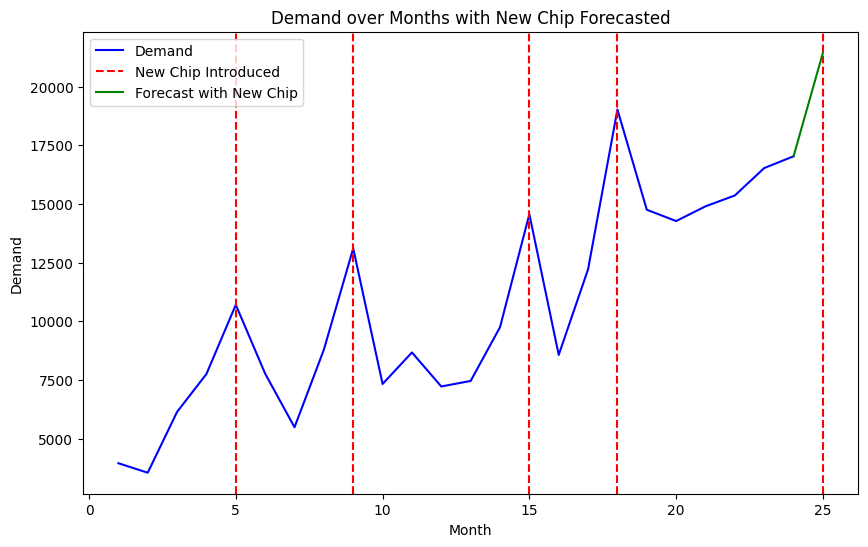 Demand over Months with New Chip Forecasted
Demand
New Chip Introduced
Forecast with New Chip
20000
17500
15000
12500
10000
7500
5000
Demand
0 5 10 15 20 25
Month